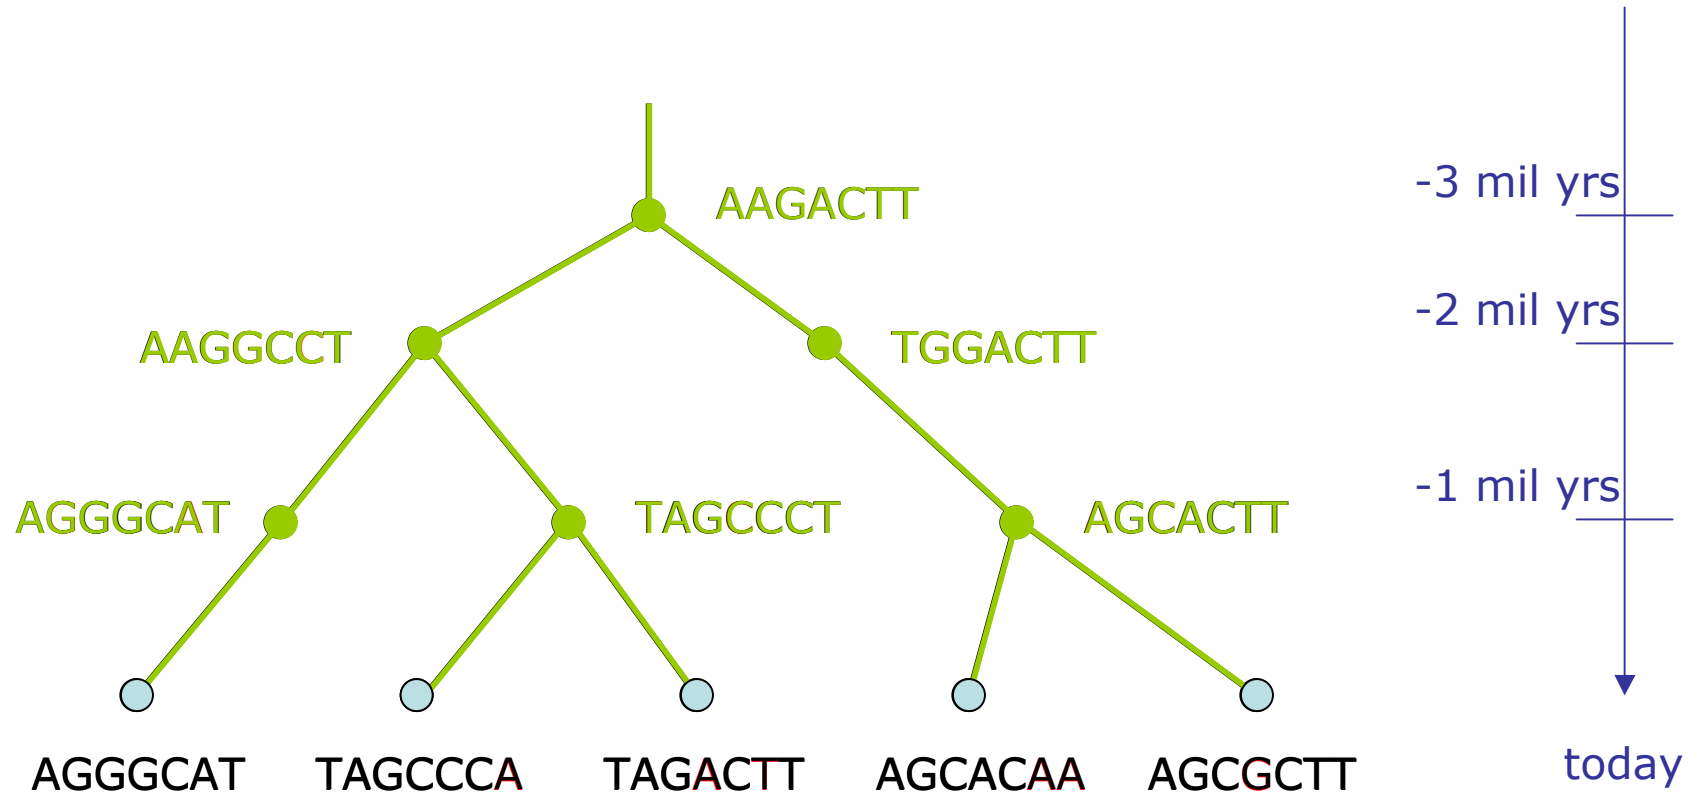 -3 mil yrs
AAGACTT
-2 mil yrs
AAGGCCT
TGGACTT
-1 mil yrs
AGGGCAT
TAGCCCT
AGCACTT
today
AGGGCAT
TAGCCCA
TAGACTT
AGCACAA
AGCGCTT